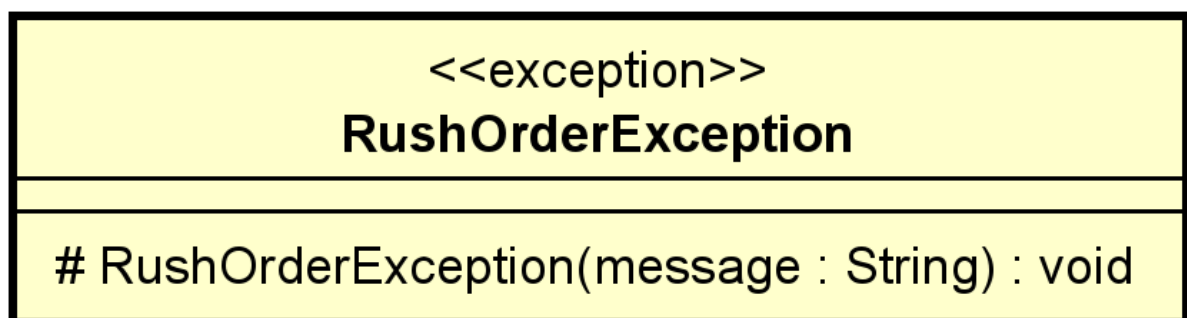 <<exception>>
RushOrderException
# RushOrderException(message : String) : void